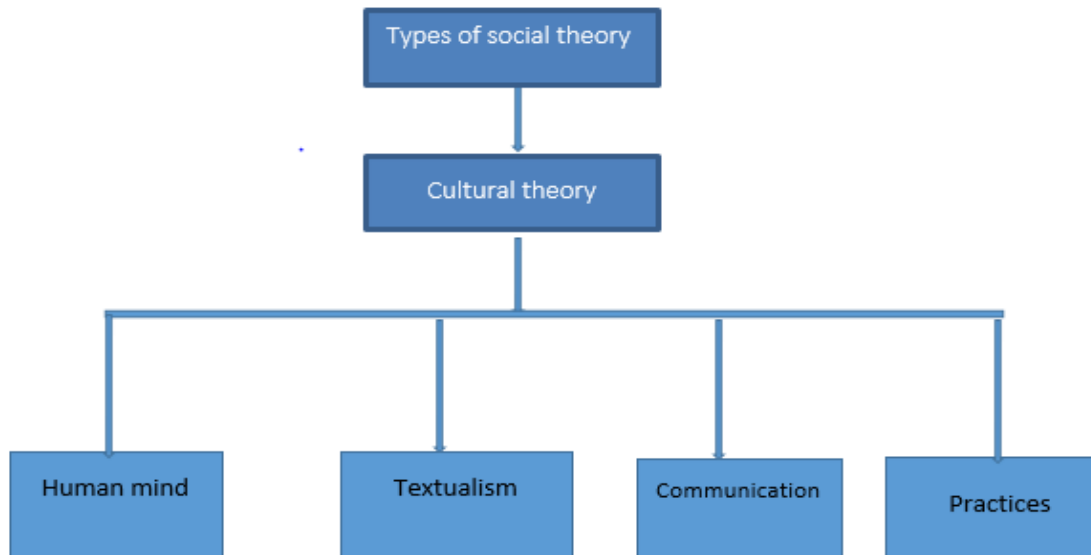 Types of social theory
Cultural theory
Human mind
Textualism
Communication
Practices